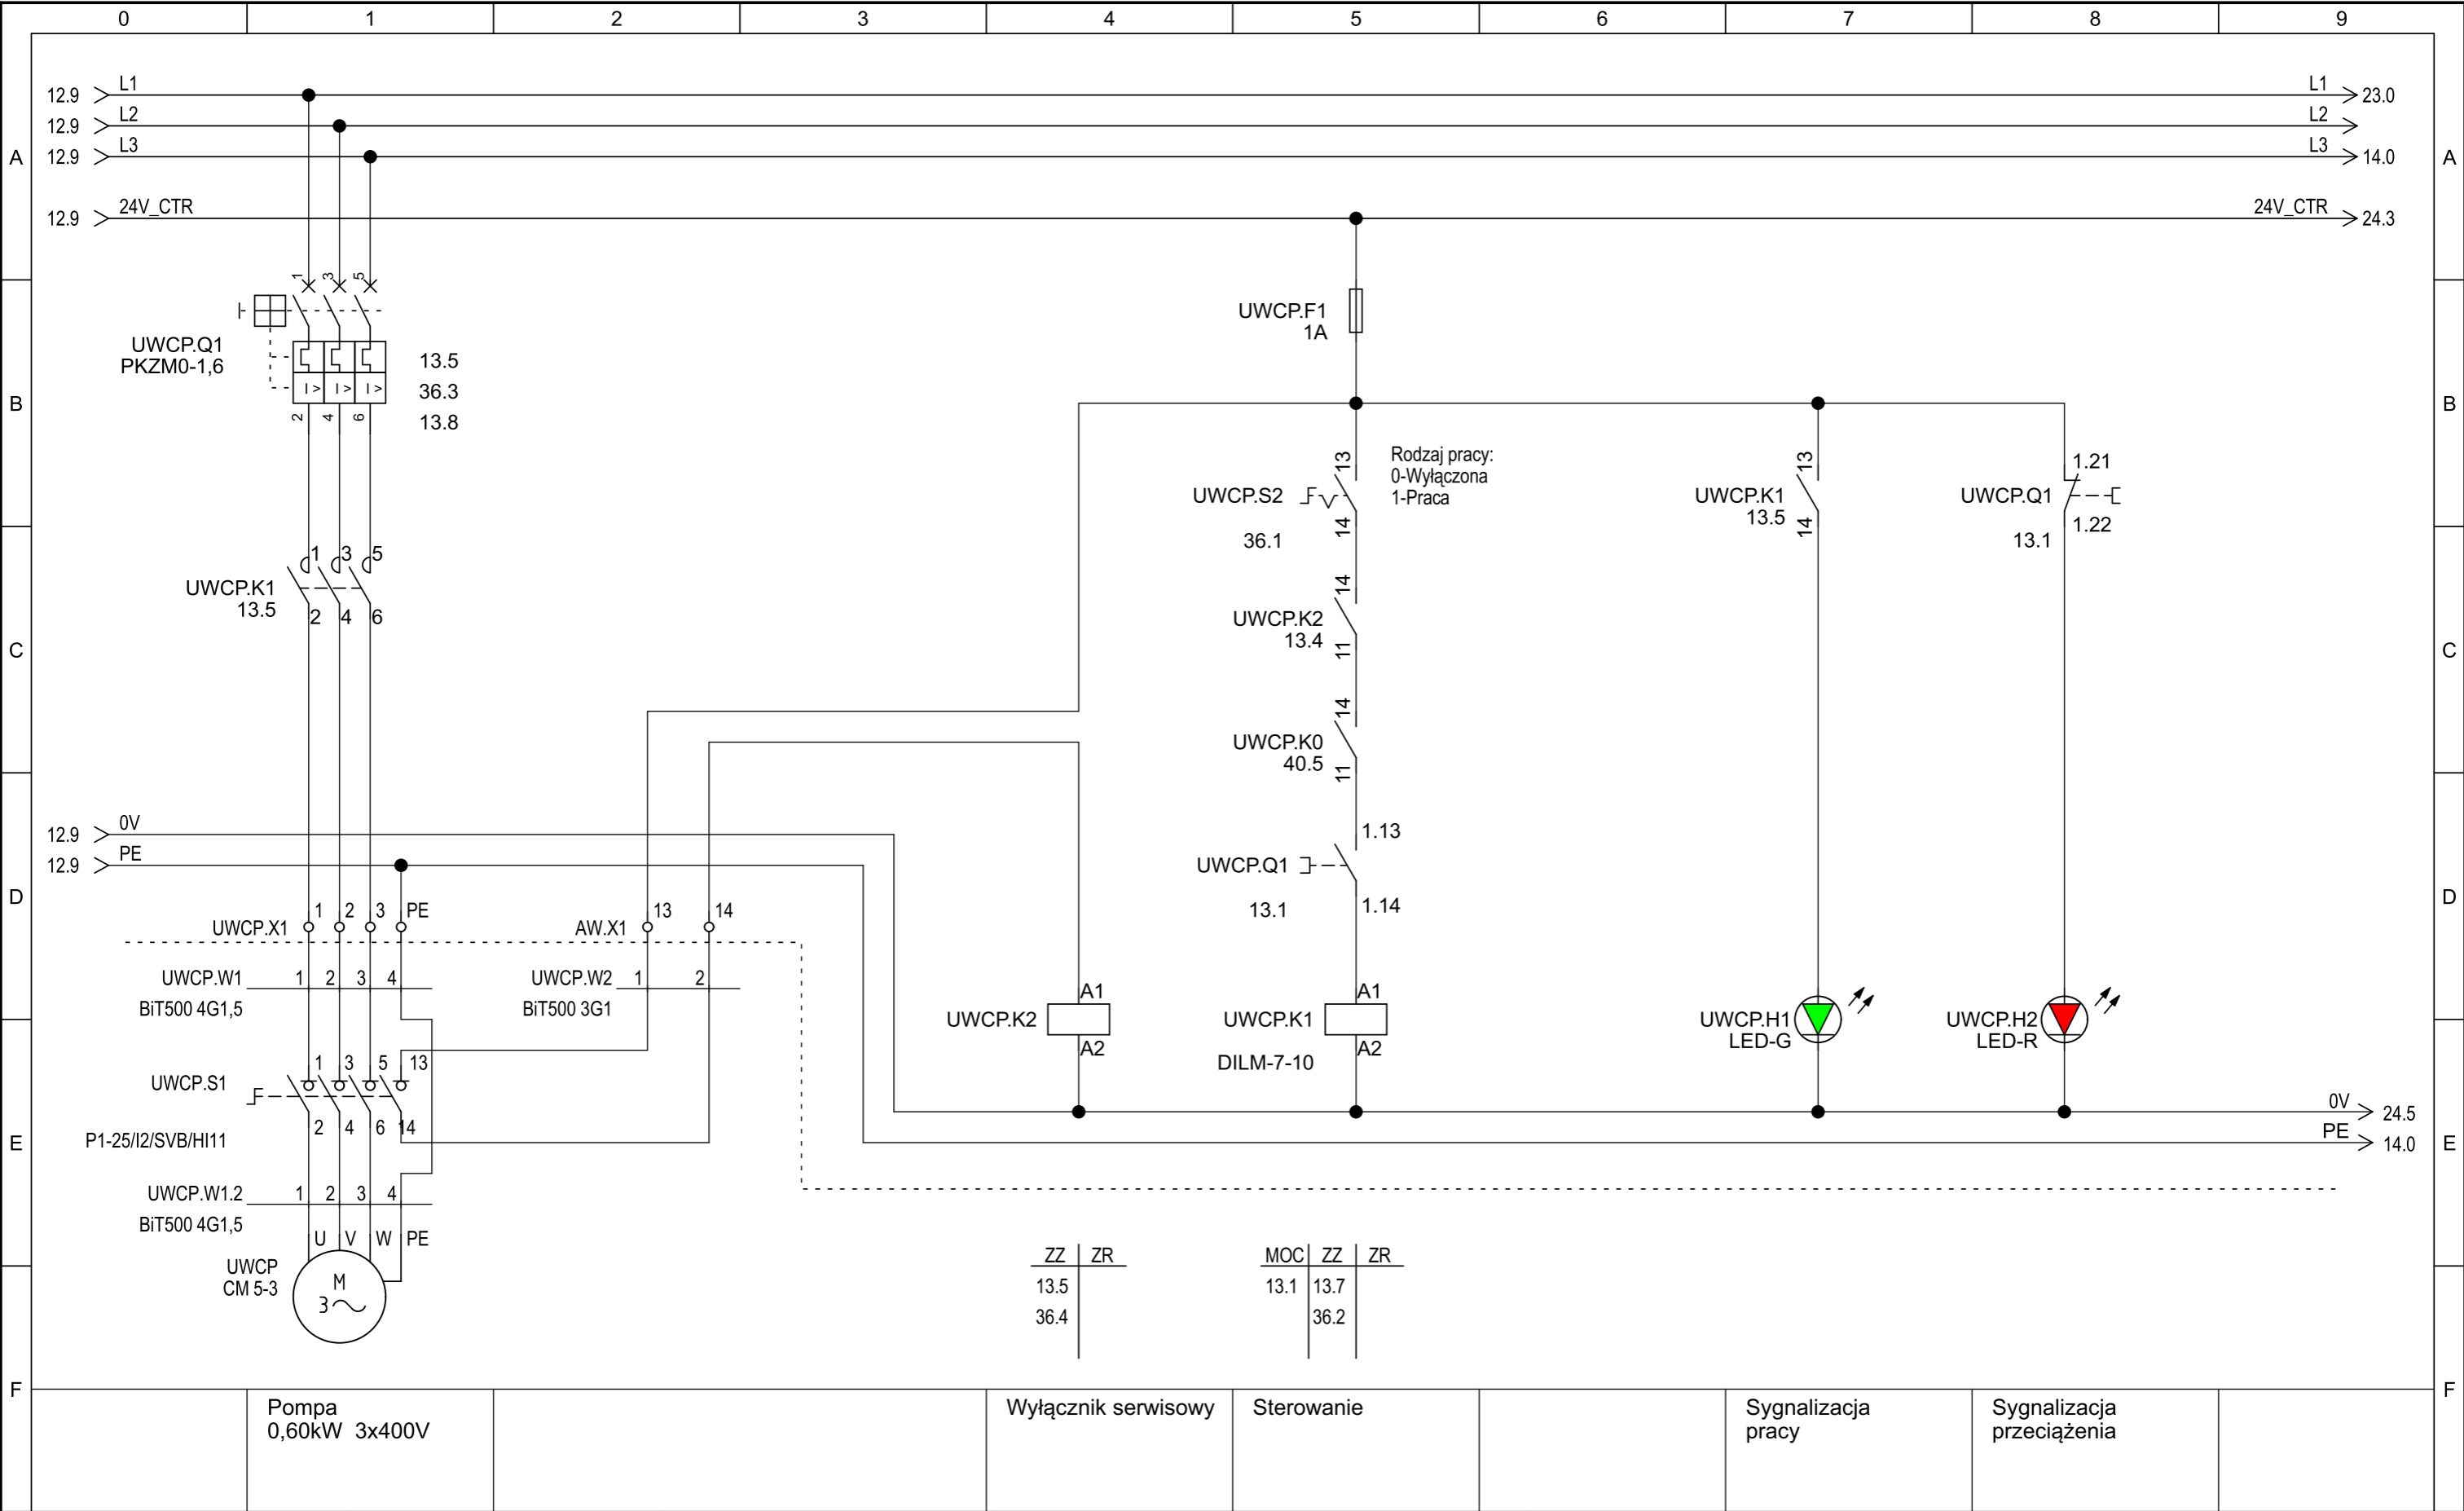 0 1 2 3 4 5 6 7 8 9
12.9 L1 L1 23.0
12.9 L2 L2
12.9 L3 L3 14.0
A A
12.9 24V_CTR 24V_CTR 24.3
1 3 5
UWCP.Q1
PKZM0-1,6
I > I > I >
13.5
36.3
13.8
2 4 6
UWCP.F1
1A
B B
13
UWCP.S2
14
36.1
Rodzaj pracy:
0-Wyłączona
1-Praca
13
UWCP.K1
13.5
14
1.21
UWCP.Q1
1.22
13.1
1 3 5
UWCP.K1
13.5
2 4 6
14
UWCP.K2
13.4
11
C C
14
UWCP.K0
40.5
11
12.9 0V
12.9 PE
1.13
UWCP.Q1
1.14
13.1
D D
1 2 3 PE
UWCP.X1
13 14
AW.X1
UWCP.W1 1 2 3 4
BiT500 4G1,5
UWCP.W2 1 2
BiT500 3G1
A1
UWCP.K2
A2
A1
UWCP.K1
A2
DILM-7-10
UWCP.H1
LED-G
UWCP.H2
LED-R
1 3 5 13
UWCP.S1
2 4 6 14
P1-25/I2/SVB/HI11
0V 24.5
PE 14.0
E E
UWCP.W1.2 1 2 3 4
BiT500 4G1,5
U V W PE
UWCP
CM 5-3
M
3
ZZ ZR
13.5
36.4
MOC ZZ ZR
13.1 13.7
36.2
F F
Pompa
0,60kW 3x400V
Wyłącznik serwisowy
Sterowanie
Sygnalizacja
pracy
Sygnalizacja
przeciążenia